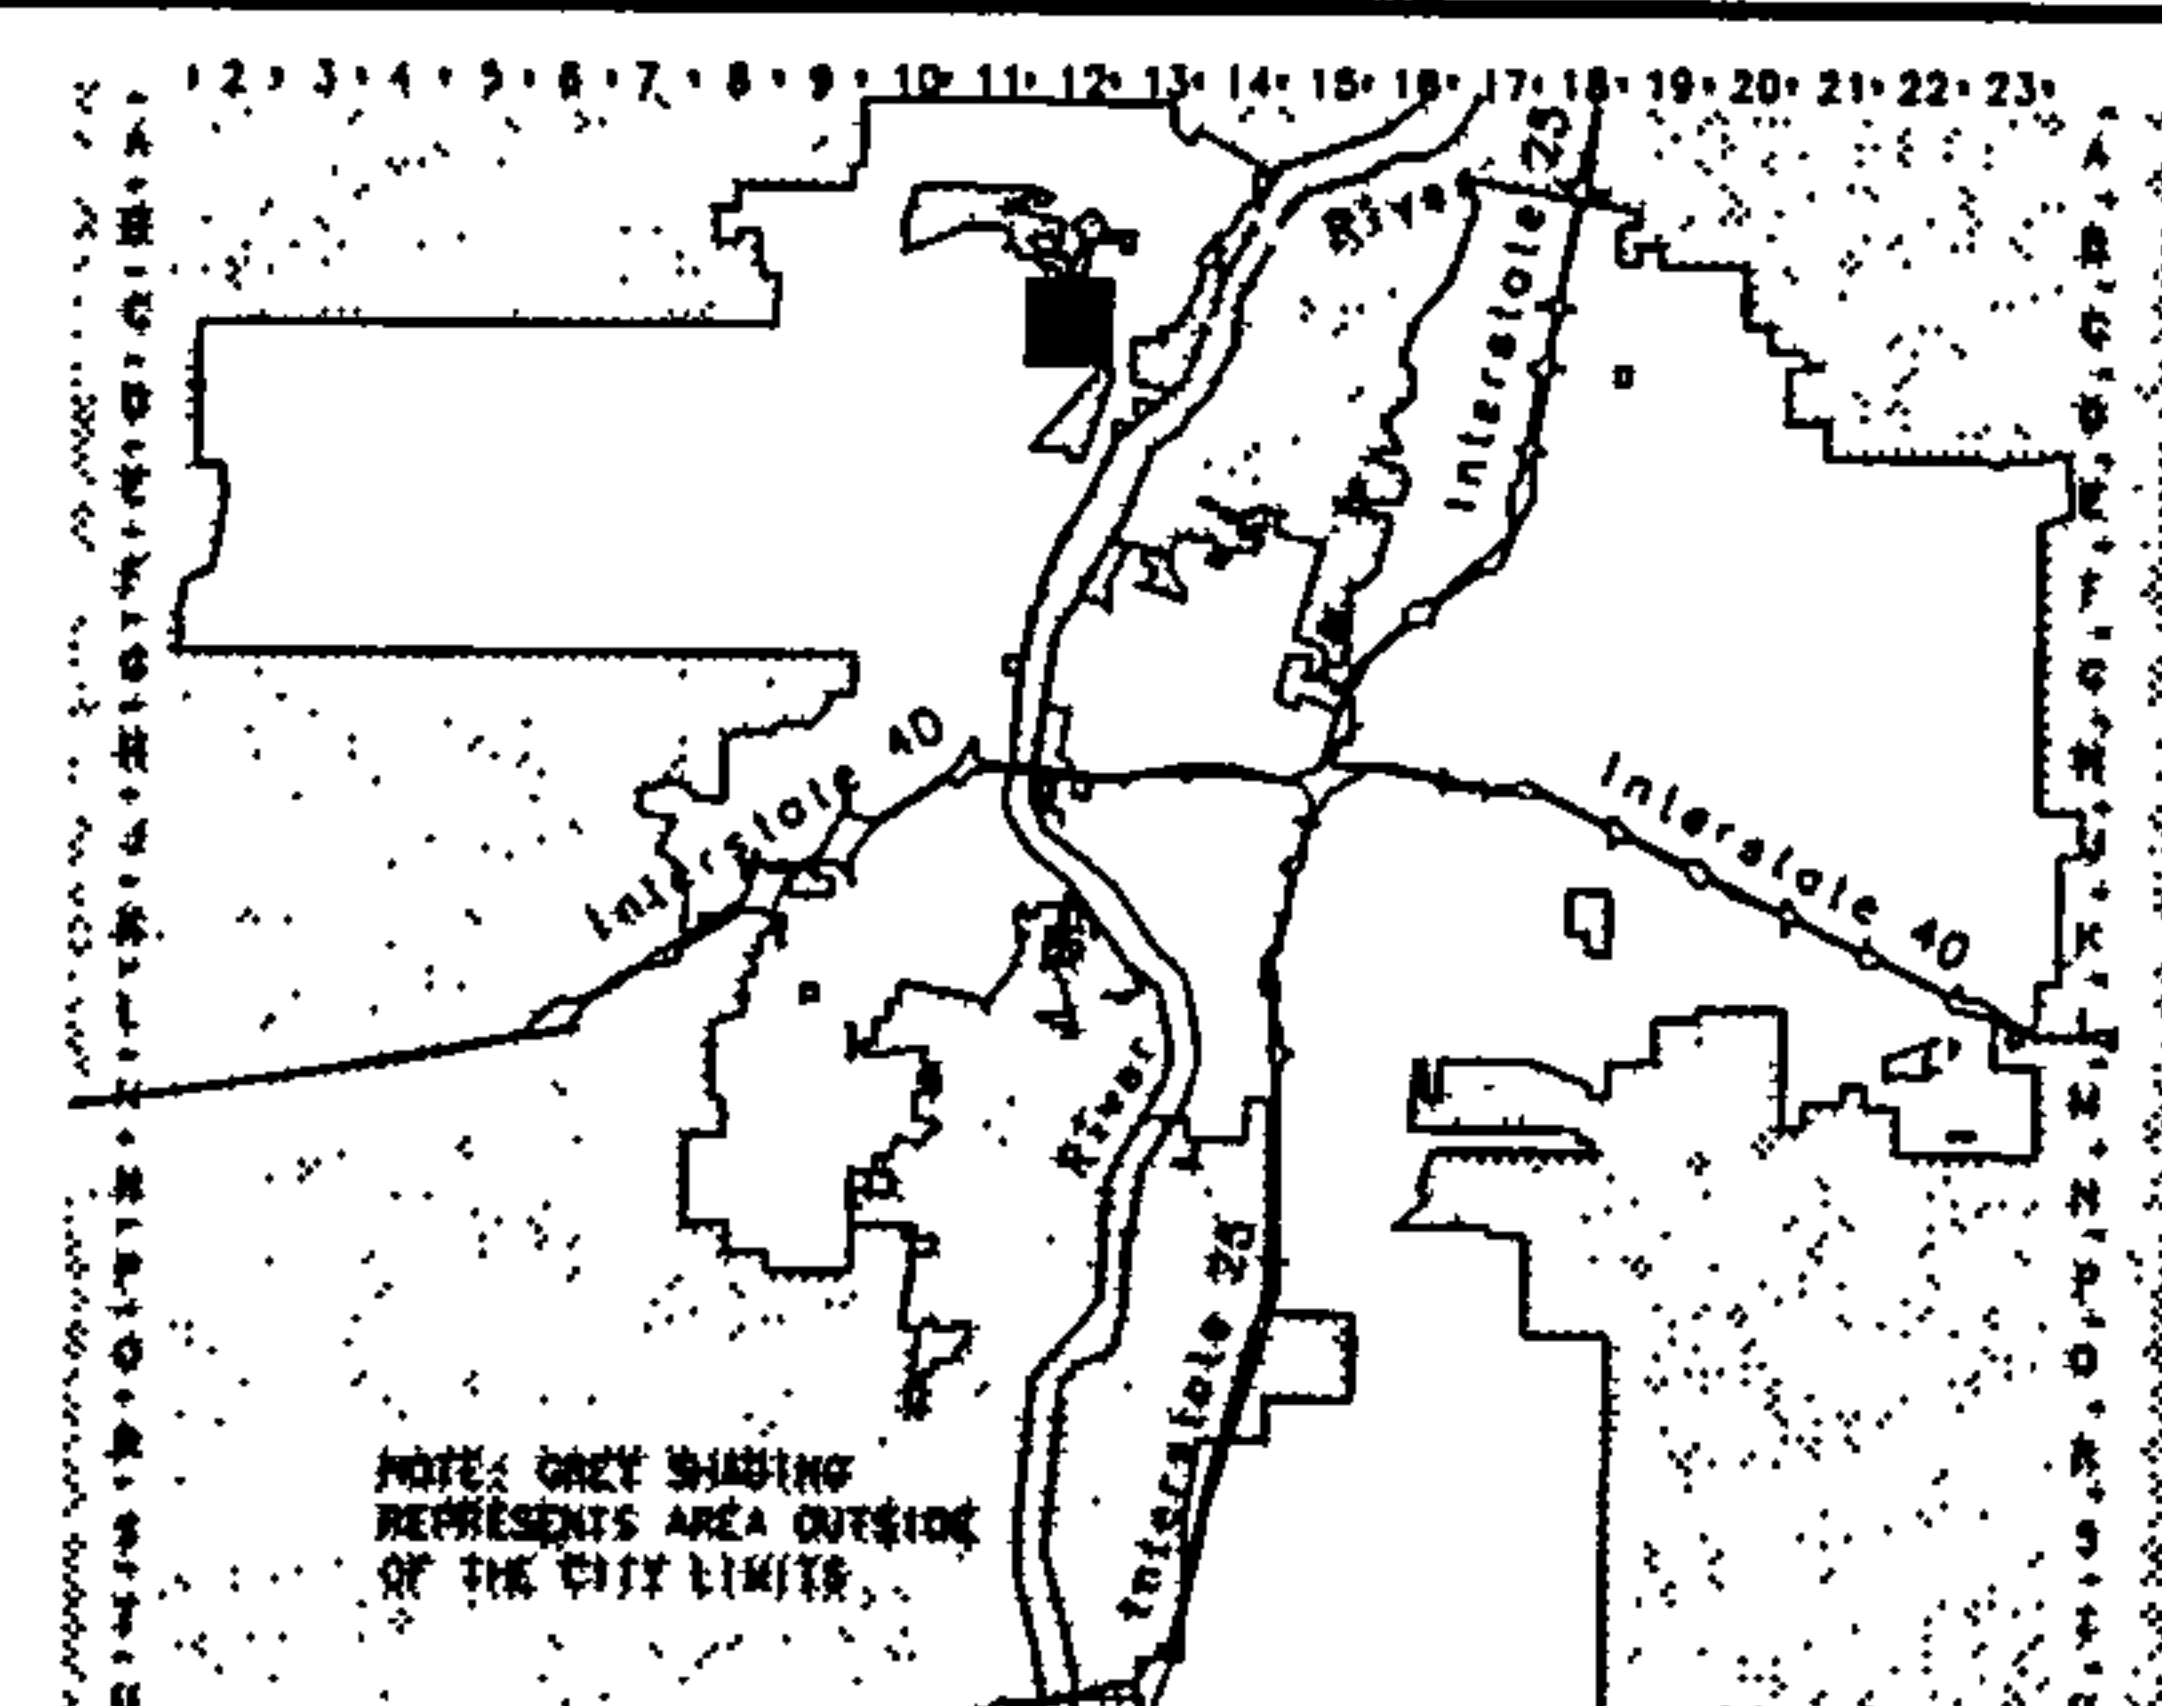 2 3 4 5 6 7 8 9 10 11 12 13 14 15 16 17 18 19 20 21 22 23
River
Interstate 25
Interstate 40
Interstate 40
River
Interstate 25
NOTE: GREY SHADING
REPRESENTS AREA OUTSIDE
OF THE CITY LIMITS
A B C D E F G H J K L M N P Q R S T
A B C D E F G H J K L M N P Q R S T